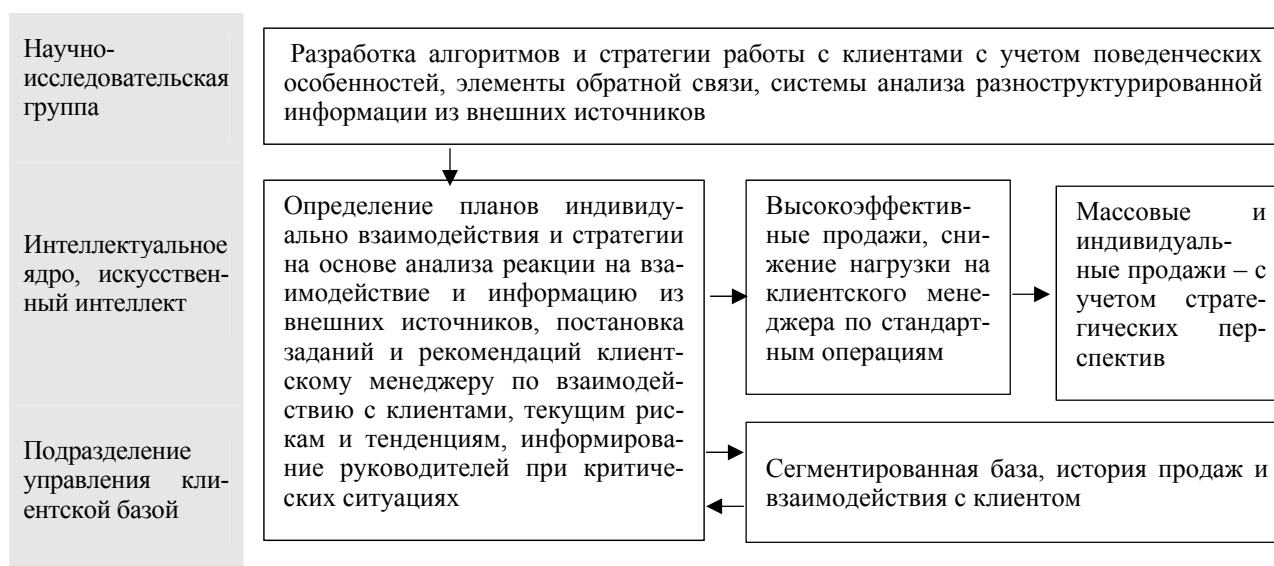 Научно-
исследовательская
группа
Разработка алгоритмов и стратегии работы с клиентами с учетом поведенческих
особенностей, элементы обратной связи, системы анализа разноструктурированной
информации из внешних источников
Интеллектуальное
ядро, искусствен-
ный интеллект
Определение планов индивиду-
ально взаимодействия и стратегии
на основе анализа реакции на вза-
имодействие и информацию из
внешних источников, постановка
заданий и рекомендаций клиент-
скому менеджеру по взаимодей-
ствию с клиентами, текущим рис-
кам и тенденциям, информирова-
ние руководителей при критиче-
ских ситуациях
Высокоэффектив-
ные продажи, сни-
жение нагрузки на
клиентского мене-
джера по стандарт-
ным операциям
Массовые и
индивидуаль-
ные продажи – с
учетом страте-
гических пер-
спектив
Подразделение
управления кли-
ентской базой
Сегментированная база, история продаж и
взаимодействия с клиентом